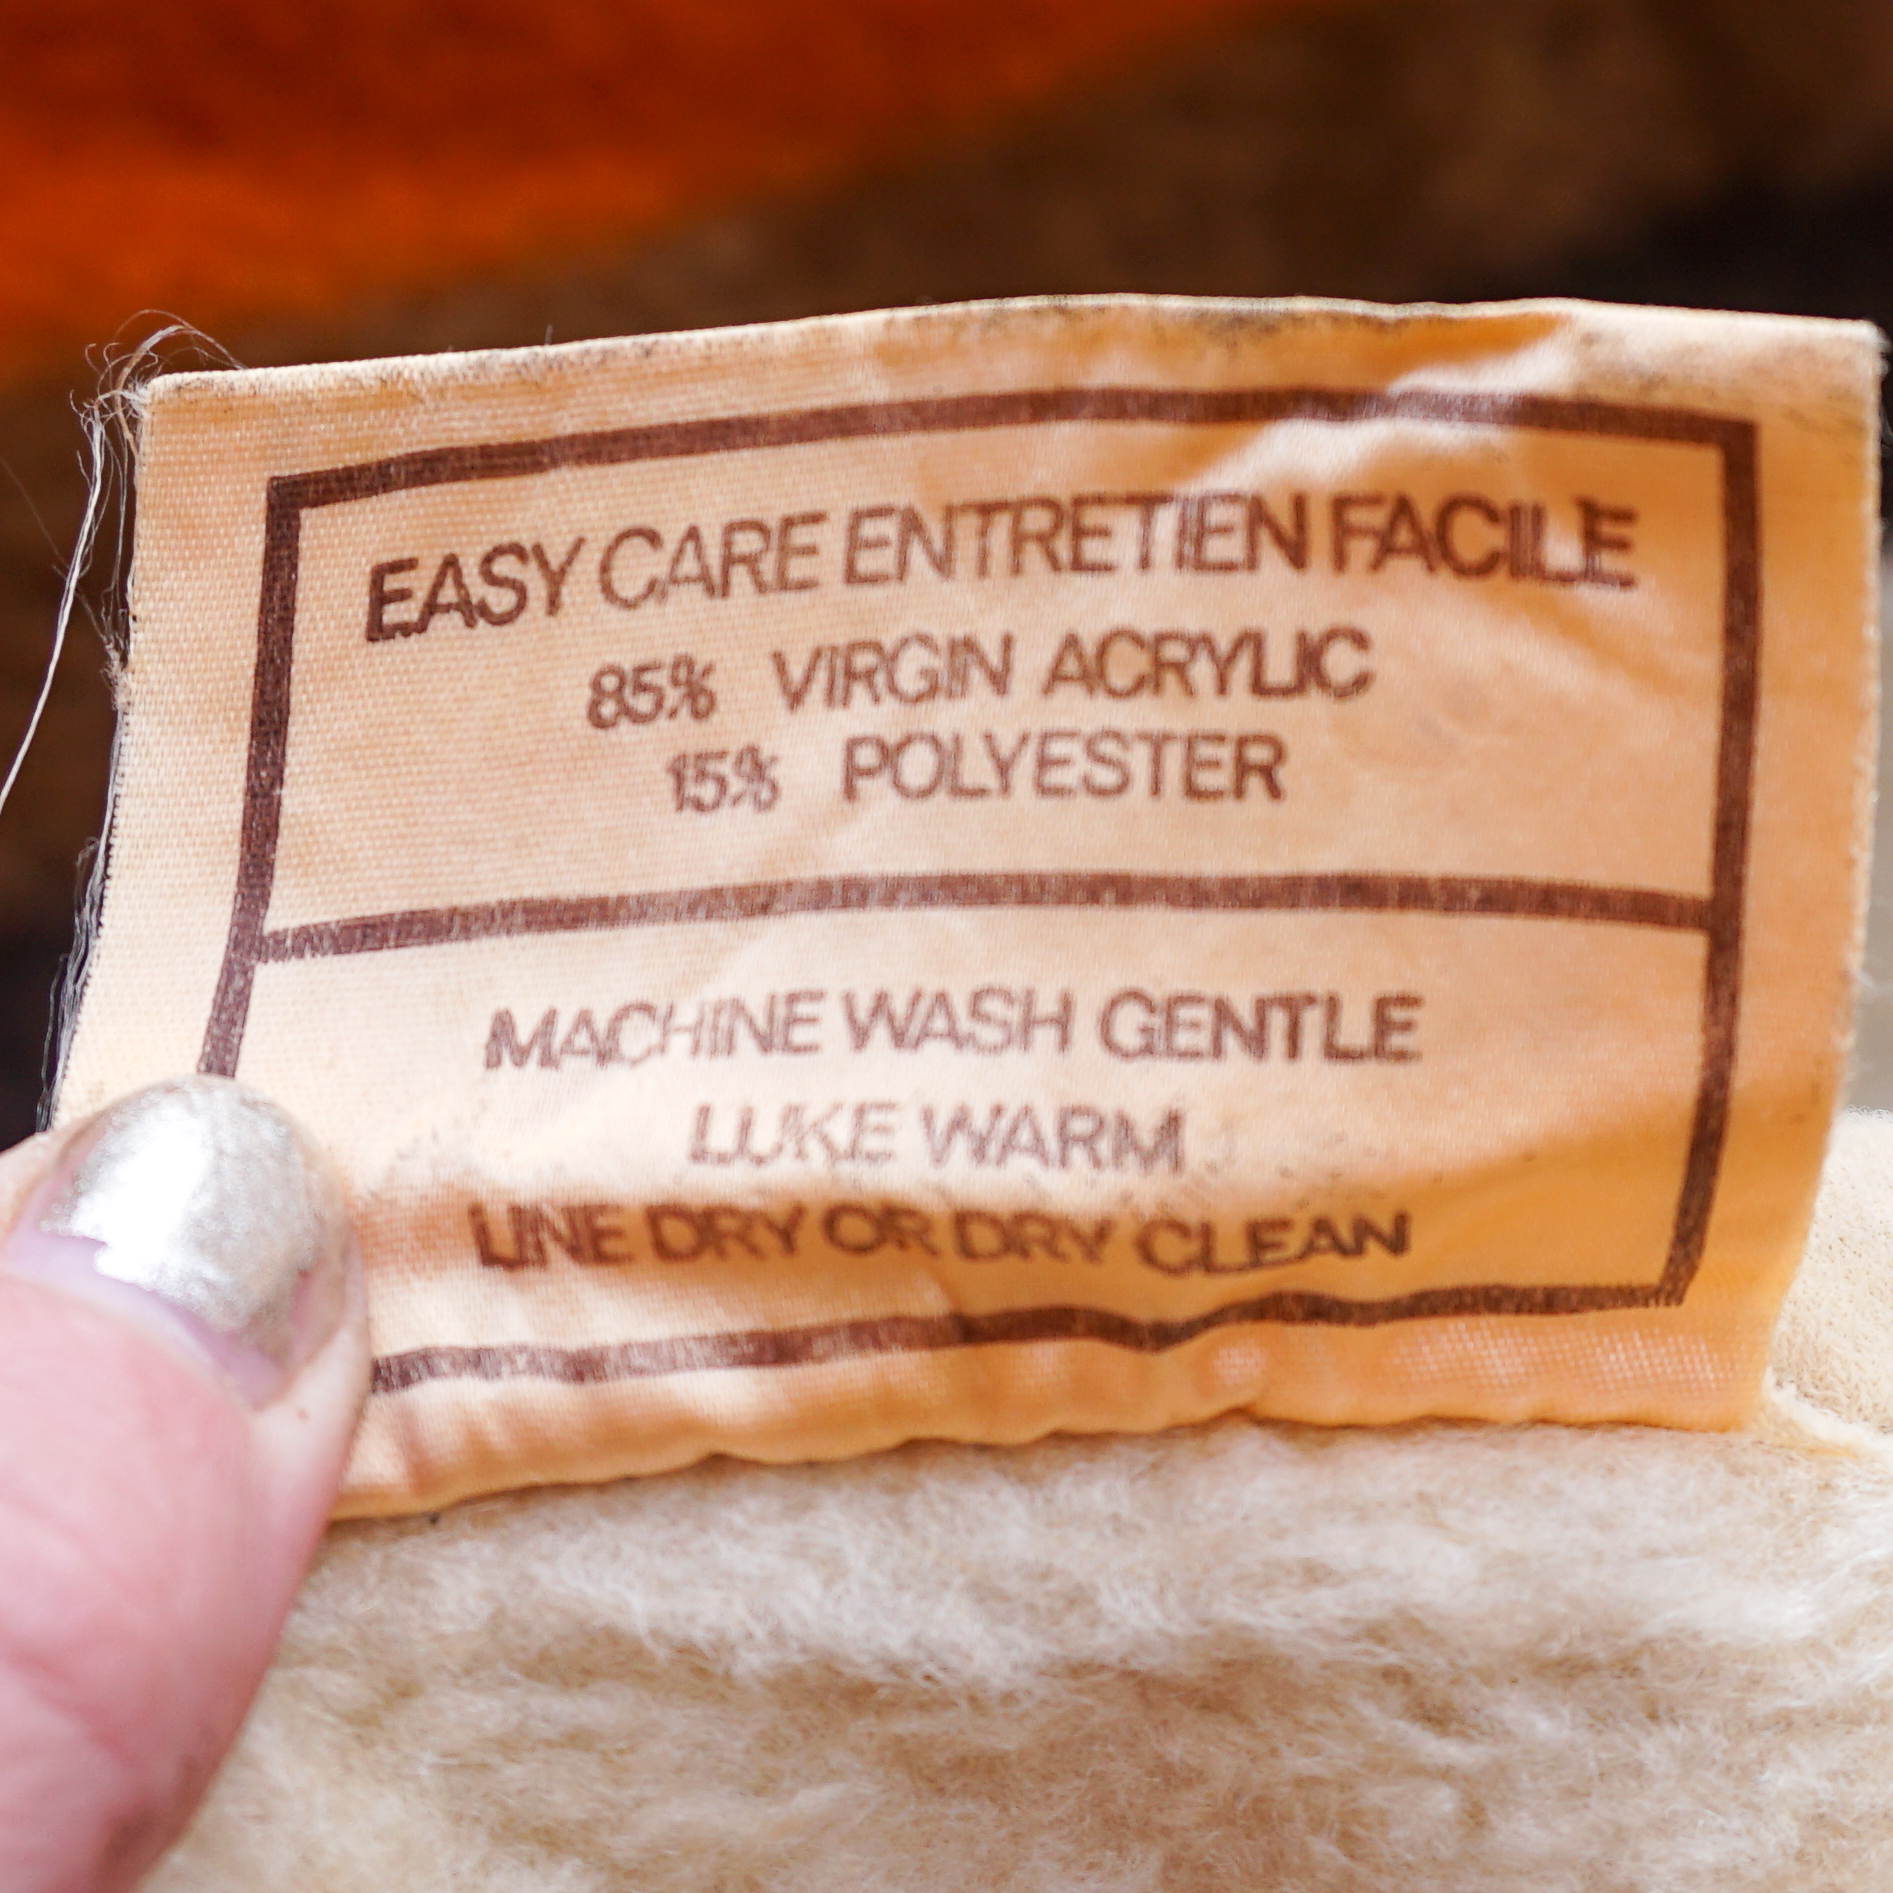 EASY CARE ENTRETIEN FACILE
85% VIRGIN ACRYLIC
15% POLYESTER
MACHINE WASH GENTLE
LUKE WARM
LINE DRY OR DRY CLEAN